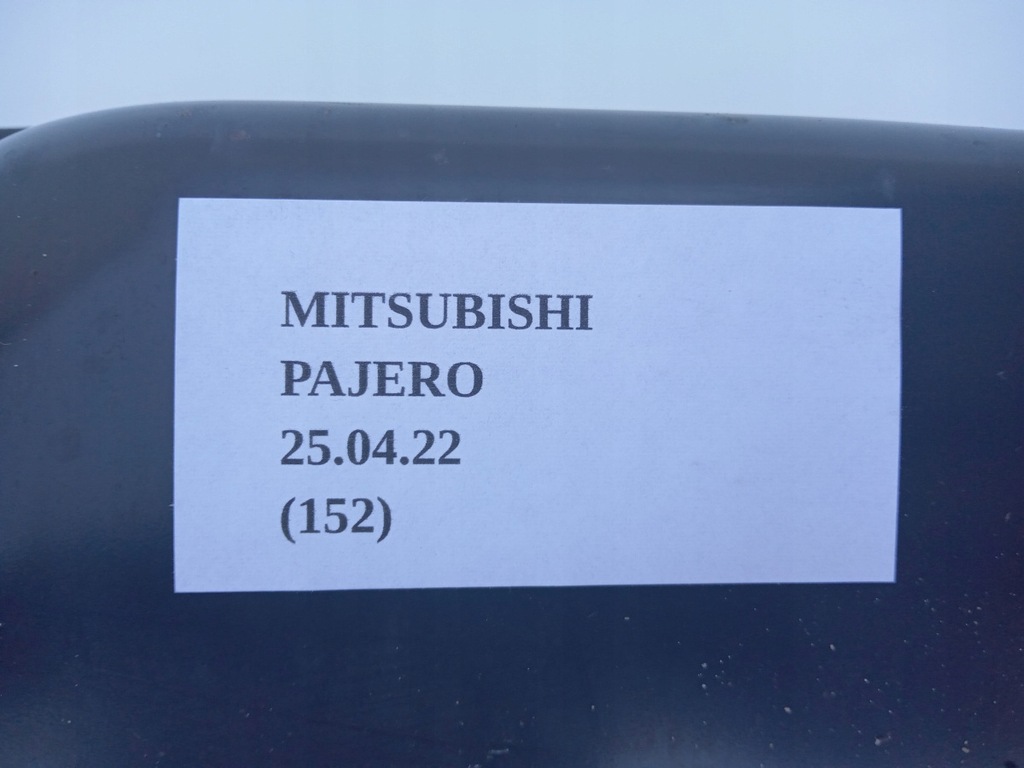 MITSUBISHI
PAJERO
25.04.22
(152)